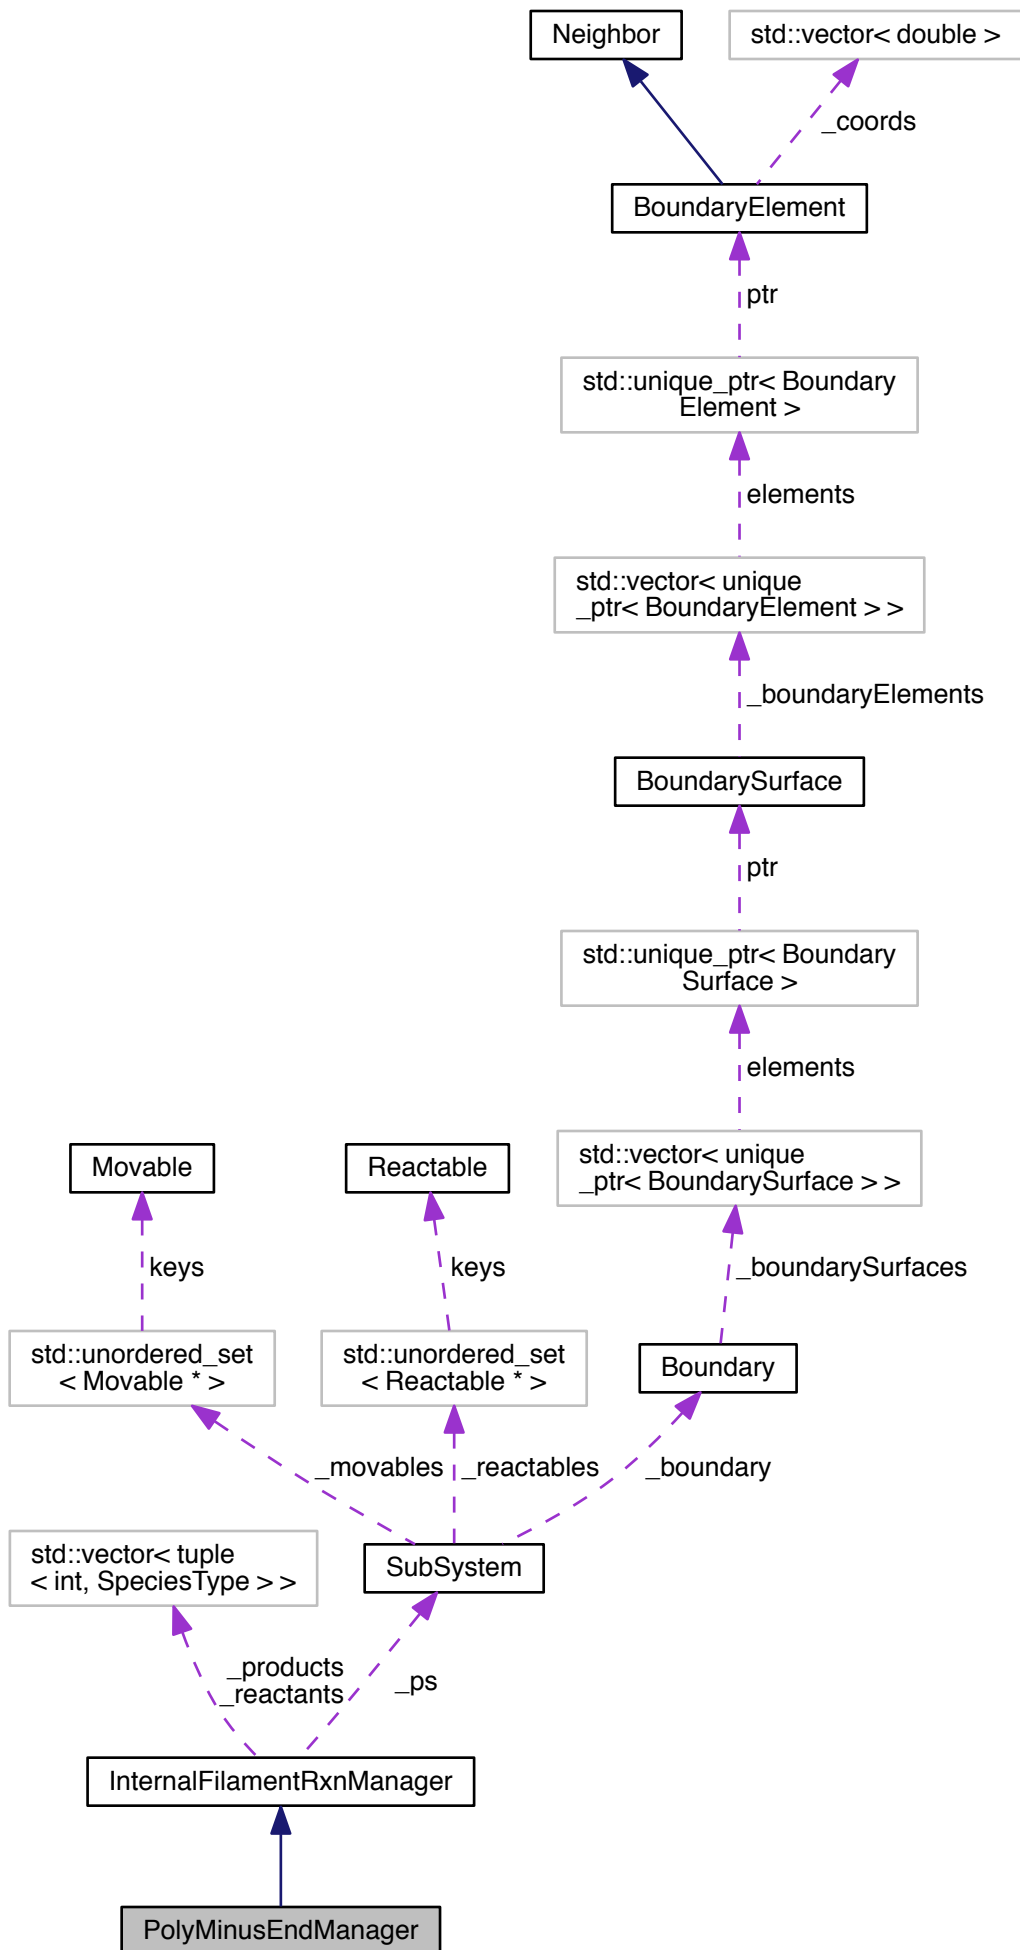 Neighbor
std::vector< double >
_coords
BoundaryElement
ptr
std::unique_ptr< Boundary
Element >
elements
std::vector< unique
_ptr< BoundaryElement > >
_boundaryElements
BoundarySurface
ptr
std::unique_ptr< Boundary
Surface >
elements
Movable
Reactable
std::vector< unique
_ptr< BoundarySurface > >
keys
keys
_boundarySurfaces
std::unordered_set
< Movable * >
std::unordered_set
< Reactable * >
Boundary
_movables
_reactables
_boundary
std::vector< tuple
< int, SpeciesType > >
SubSystem
_products
_reactants
_ps
InternalFilamentRxnManager
PolyMinusEndManager